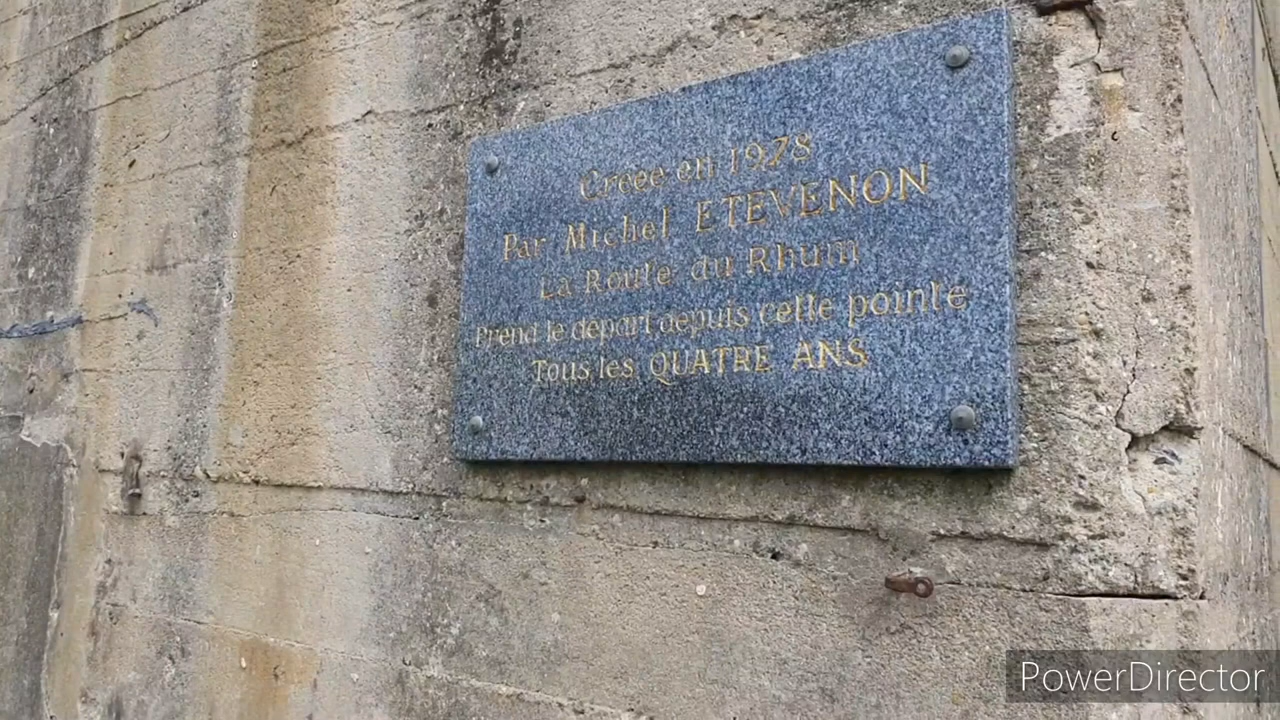 Créée en 1978
Par Michel ETEVENON
La Route du Rhum
Prend le départ depuis cette pointe
Tous les QUATRE ANS
PowerDirector